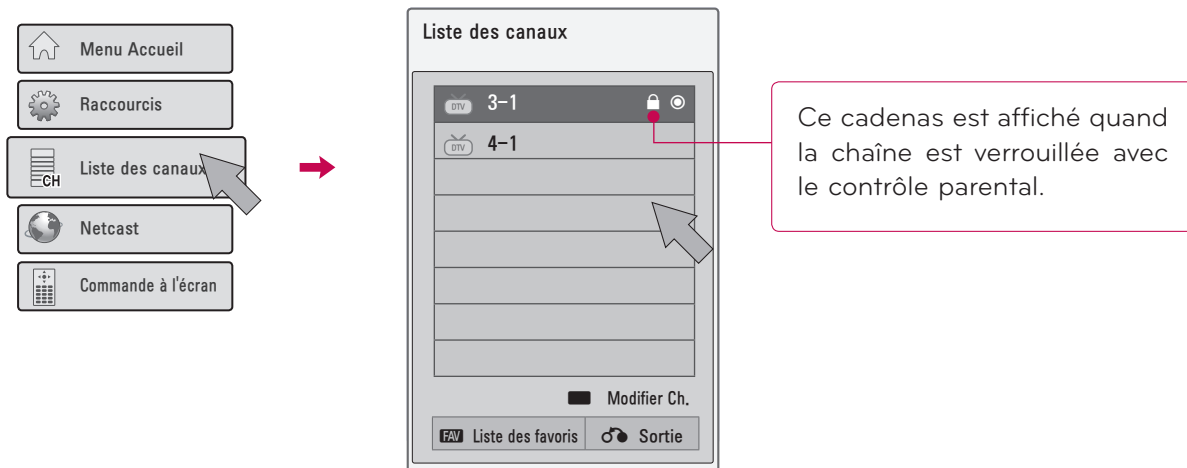 Menu Accueil
Raccourcis
CH Liste des canaux
Netcast
Commande à l'écran
Liste des canaux
DTV 3-1
DTV 4-1
Modifier Ch.
FAV Liste des favoris Sortie
Ce cadenas est affiché quand
la chaîne est verrouillée avec
le contrôle parental.